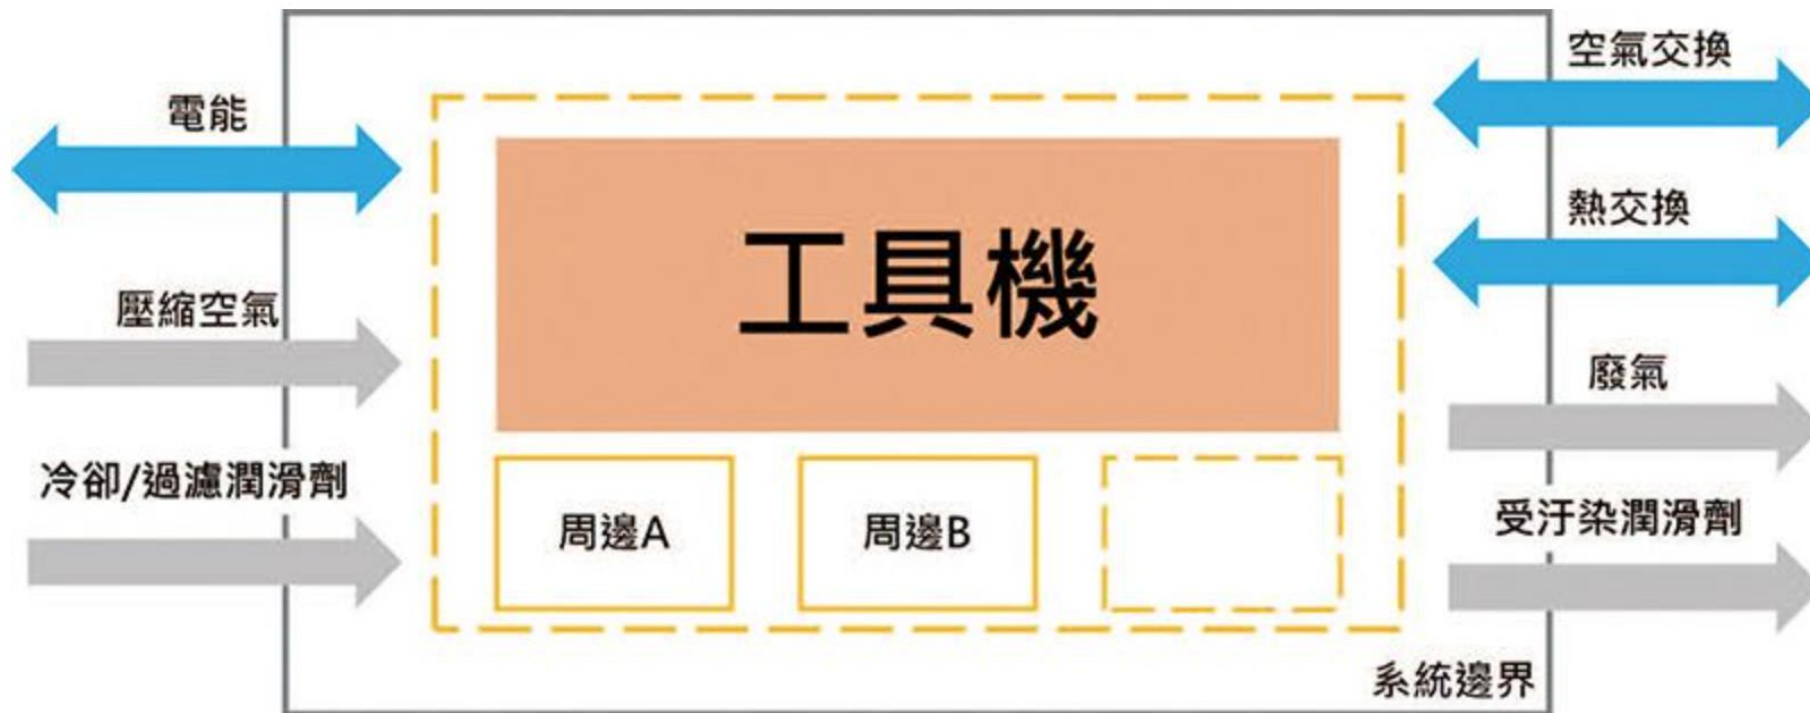 空氣交換
電能
熱交換
工具機
壓縮空氣
廢氣
冷卻/過濾潤滑劑
受汙染潤滑劑
周邊A
周邊B
系統邊界